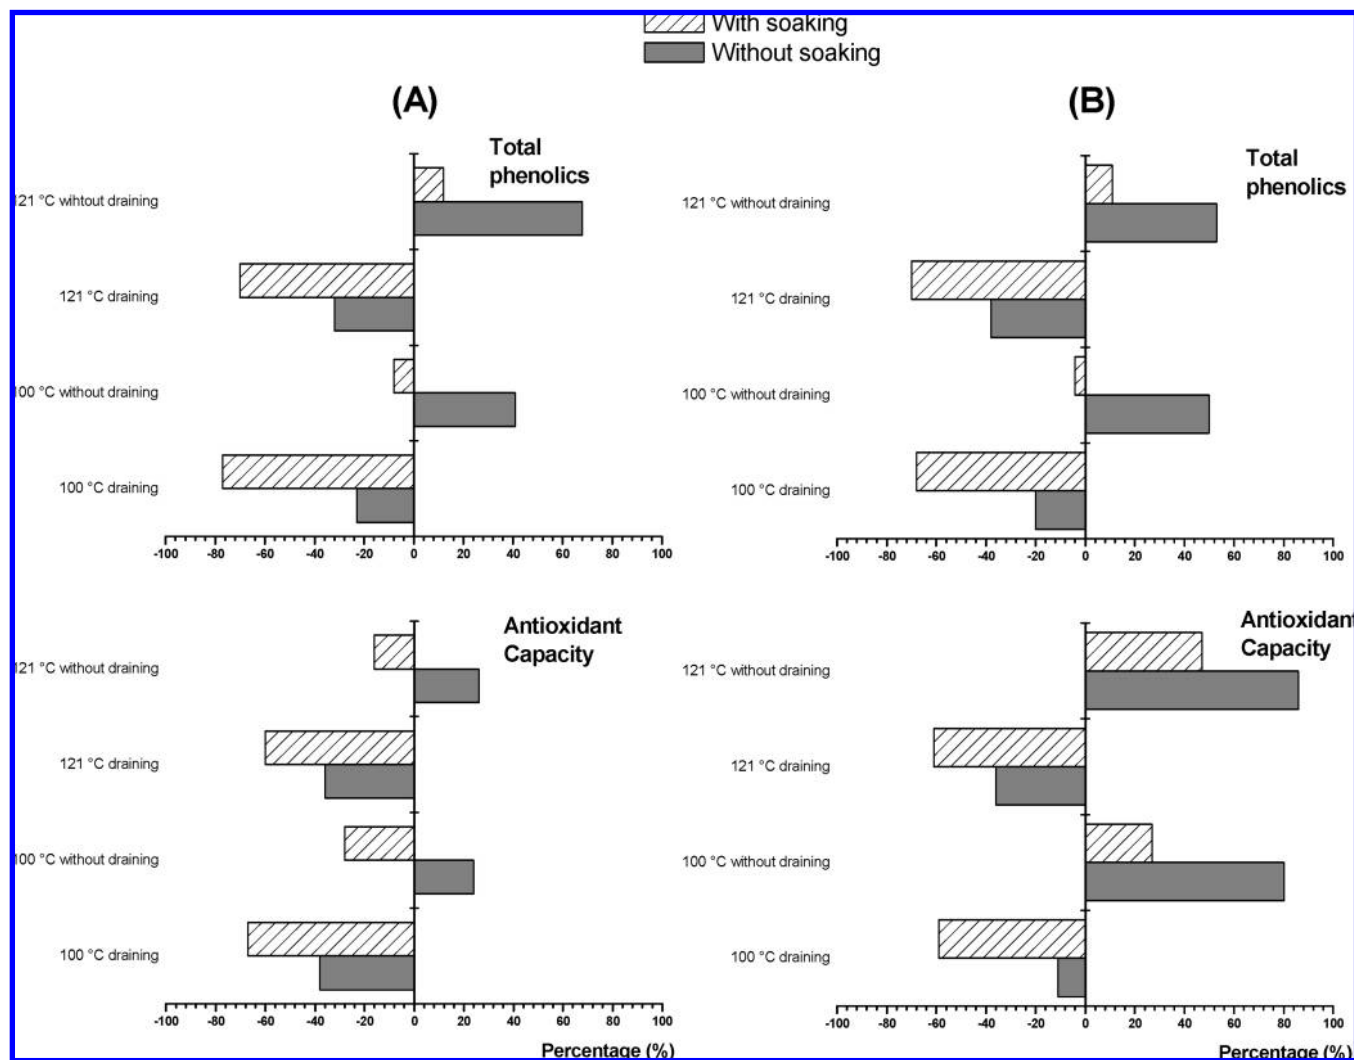 With soaking
Without soaking
(A)
(B)
Total
phenolics
121 °C wihtout draining
121 °C draining
100 °C without draining
100 °C draining
-100 -80 -60 -40 -20 0 20 40 60 80 100
Total
phenolics
121 °C without draining
121 °C draining
100 °C without draining
100 °C draining
-100 -80 -60 -40 -20 0 20 40 60 80 100
Antioxidant
Capacity
121 °C without draining
121 °C draining
100 °C without draining
100 °C draining
-100 -80 -60 -40 -20 0 20 40 60 80 100
Percentage (%)
Antioxidant
Capacity
121 °C without draining
121 °C draining
100 °C without draining
100 °C draining
-100 -80 -60 -40 -20 0 20 40 60 80 100
Percentage (%)